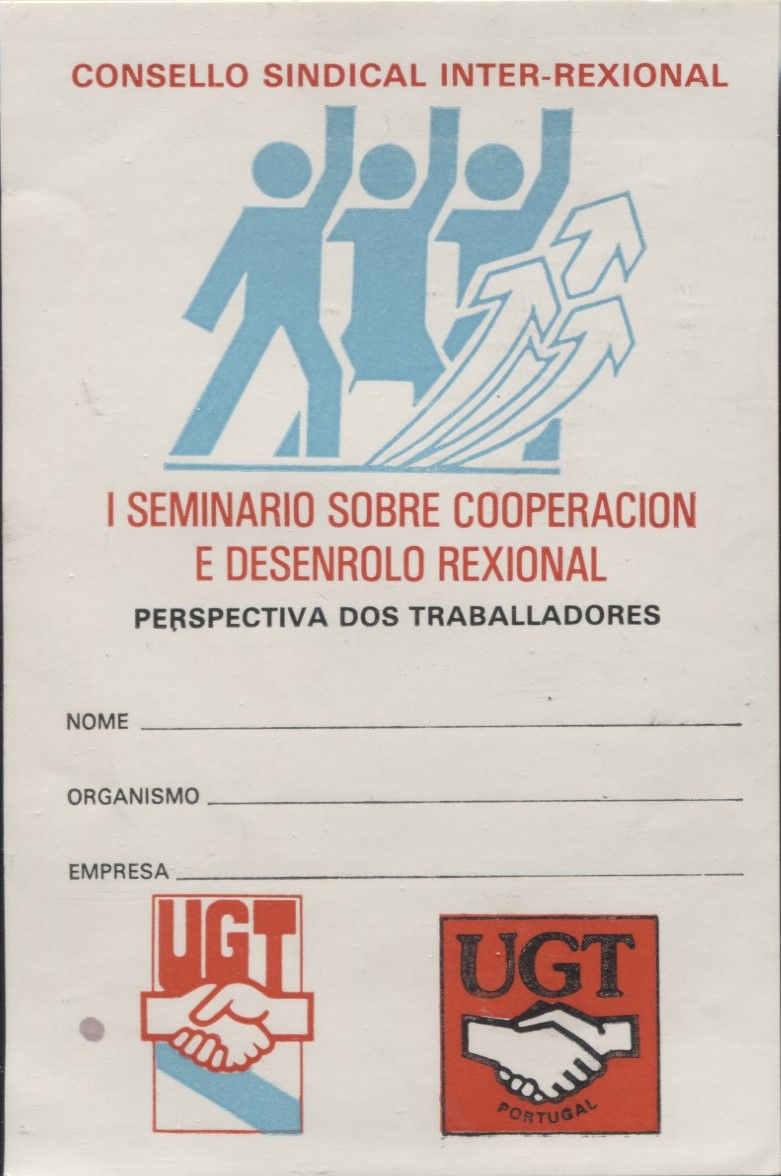 CONSELLO SINDICAL INTER-REXIONAL
I SEMINARIO SOBRE COOPERACION
E DESENROLO REXIONAL
PERSPECTIVA DOS TRABALLADORES
NOME
ORGANISMO
EMPRESA
UGT
UGT
PORTUGAL